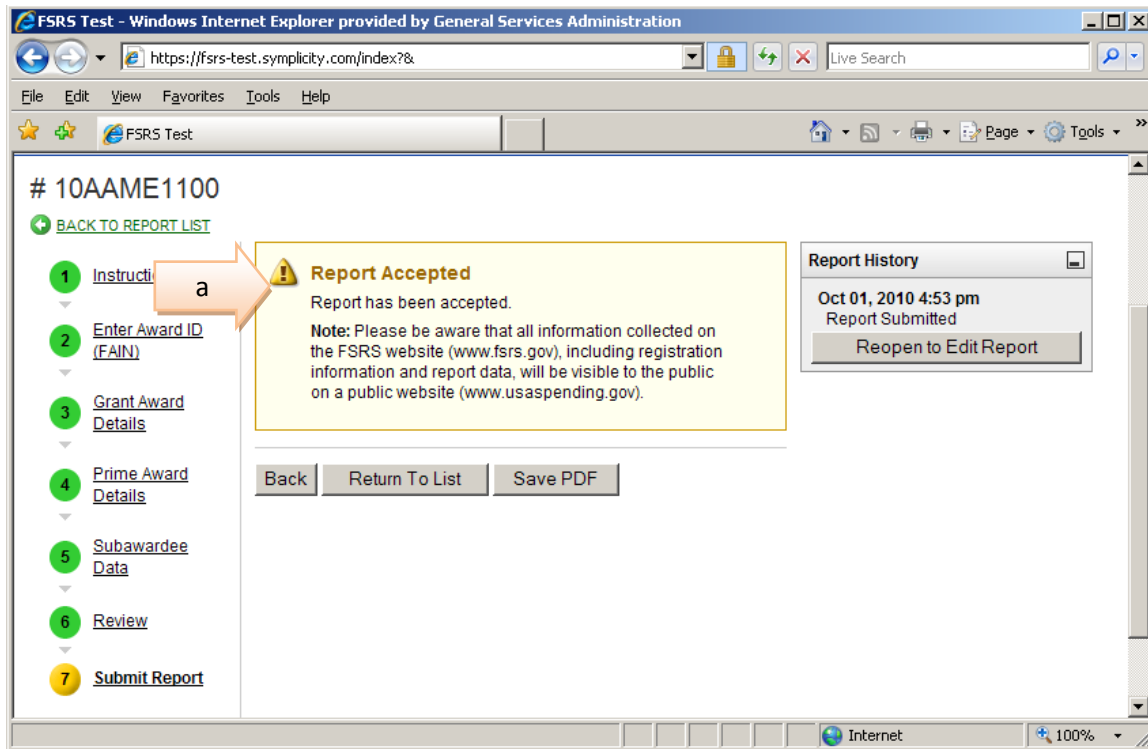 FSRS Test - Windows Internet Explorer provided by General Services Administration
https://fsrs-test.symplicity.com/index?&
Live Search
File Edit View Favorites Tools Help
FSRS Test
Page Tools »
# 10AAME1100
BACK TO REPORT LIST
1 Instructi
2 Enter Award ID
(FAIN)
3 Grant Award
Details
4 Prime Award
Details
5 Subawardee
Data
6 Review
7 Submit Report
a
Report Accepted
Report has been accepted.
Note: Please be aware that all information collected on
the FSRS website (www.fsrs.gov), including registration
information and report data, will be visible to the public
on a public website (www.usaspending.gov).
Back Return To List Save PDF
Report History
Oct 01, 2010 4:53 pm
Report Submitted
Reopen to Edit Report
Internet 100%